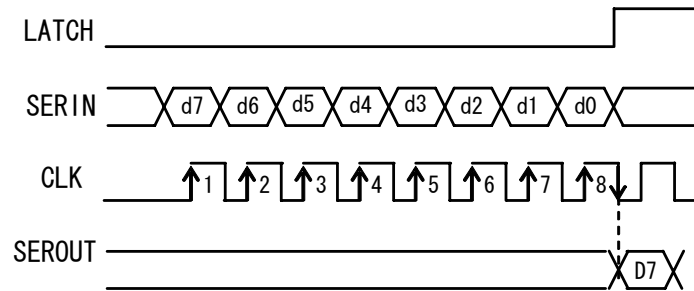 LATCH
SERIN d7 d6 d5 d4 d3 d2 d1 d0
CLK 1 2 3 4 5 6 7 8
SEROUT D7